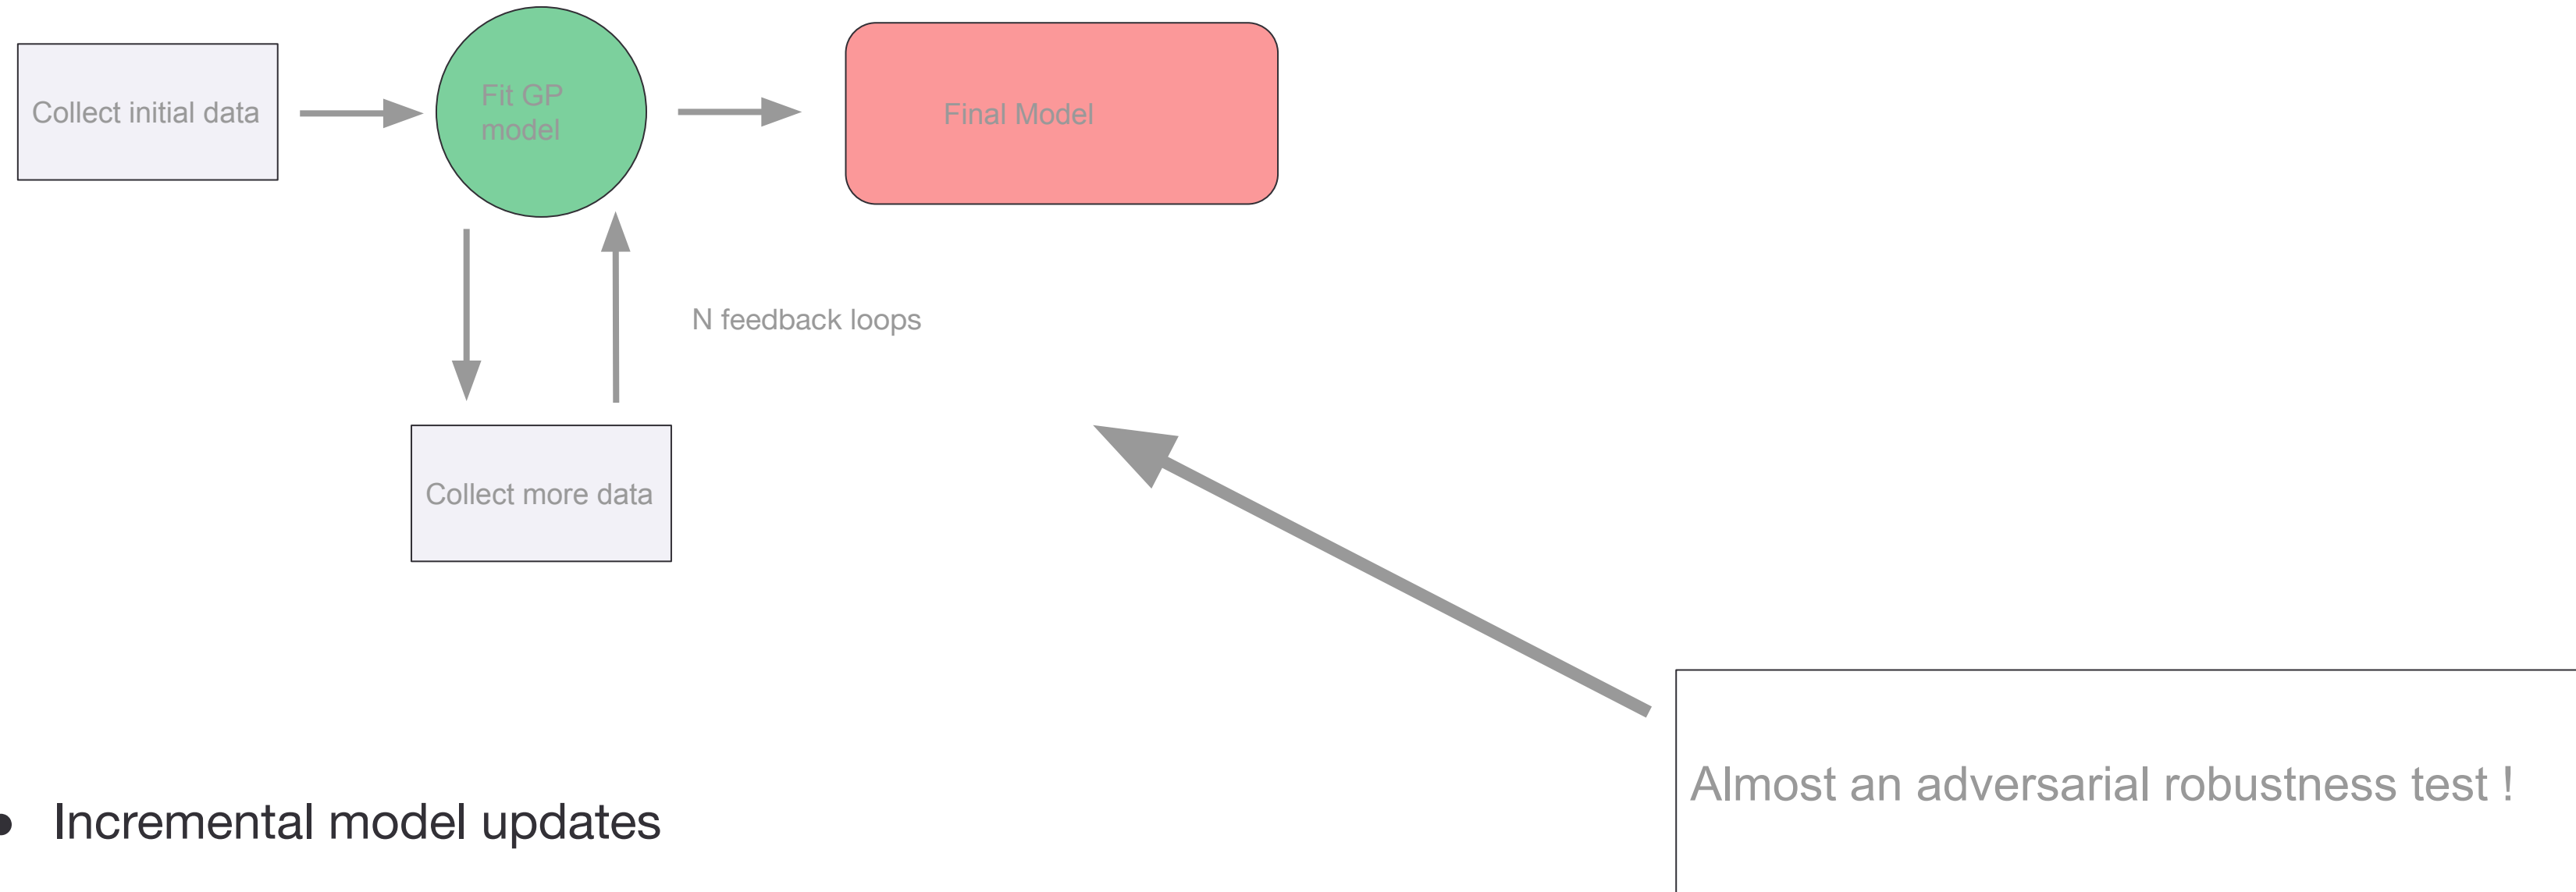 Collect initial data
Fit GP
model
Final Model
N feedback loops
Collect more data
Almost an adversarial robustness test !
● Incremental model updates